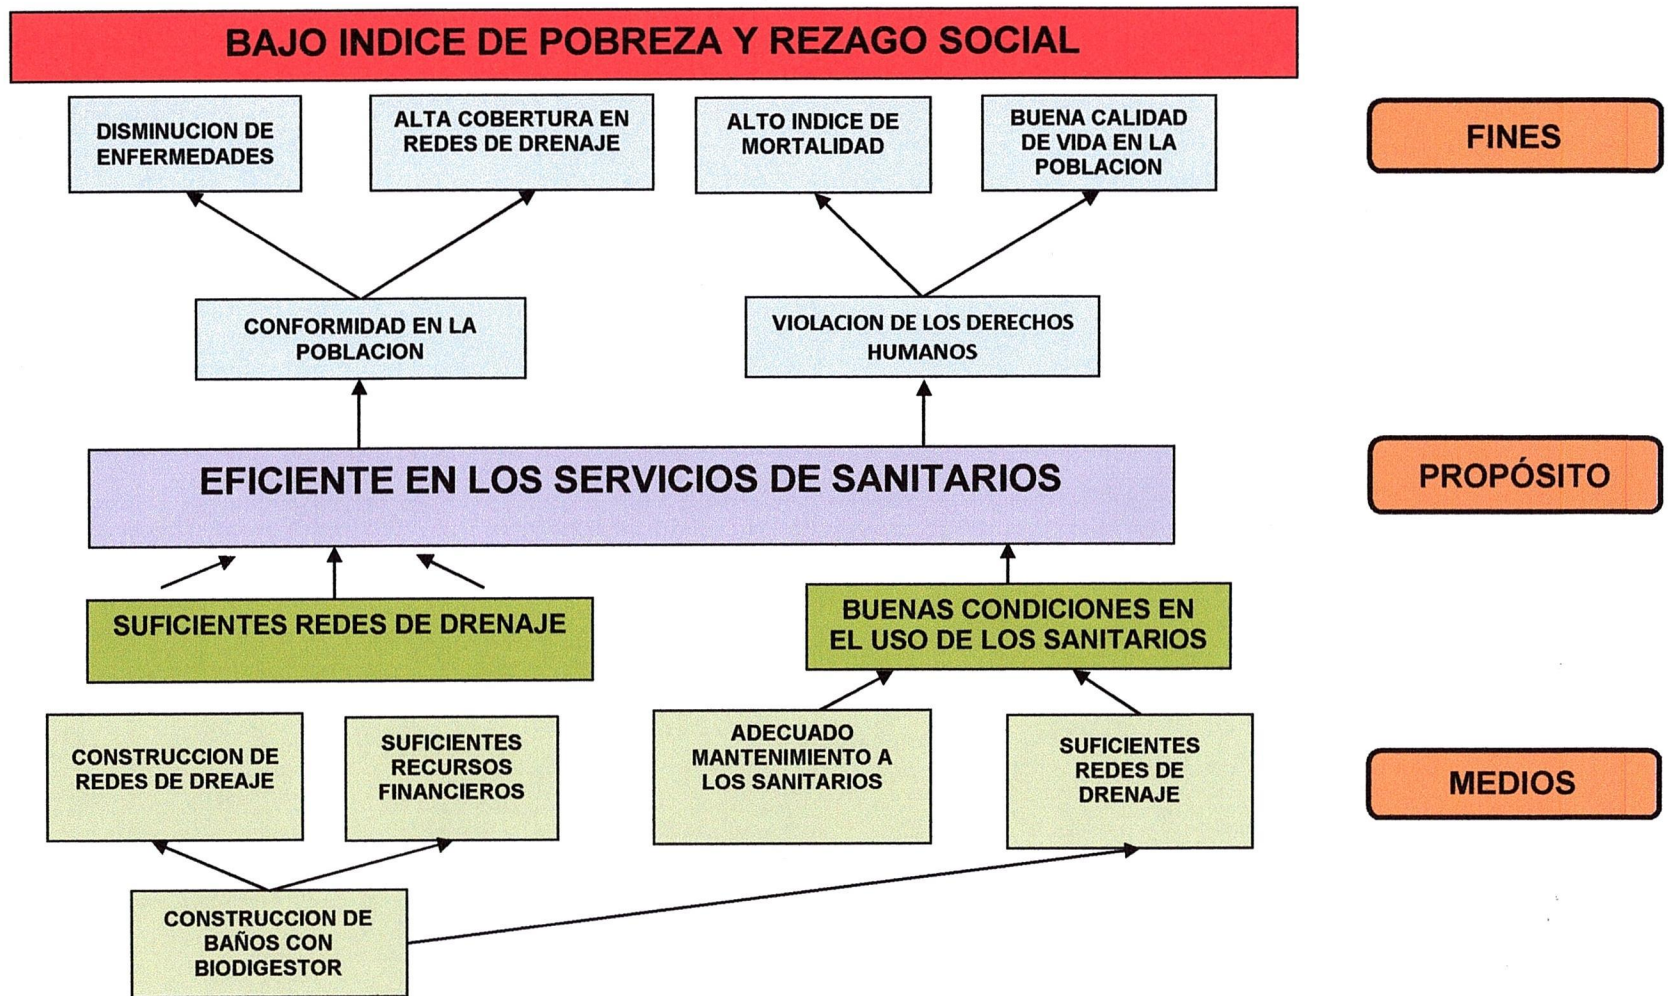 BAJO INDICE DE POBREZA Y REZAGO SOCIAL
DISMINUCION DE
ENFERMEDADES
ALTA COBERTURA EN
REDES DE DRENAJE
ALTO INDICE DE
MORTALIDAD
BUENA CALIDAD
DE VIDA EN LA
POBLACION
FINES
CONFORMIDAD EN LA
POBLACION
VIOLACION DE LOS DERECHOS
HUMANOS
EFICIENTE EN LOS SERVICIOS DE SANITARIOS
PROPÓSITO
SUFICIENTES REDES DE DRENAJE
BUENAS CONDICIONES EN
EL USO DE LOS SANITARIOS
CONSTRUCCION DE
REDES DE DREAJE
SUFICIENTES
RECURSOS
FINANCIEROS
ADECUADO
MANTENIMIENTO A
LOS SANITARIOS
SUFICIENTES
REDES DE
DRENAJE
MEDIOS
CONSTRUCCION DE
BAÑOS CON
BIODIGESTOR